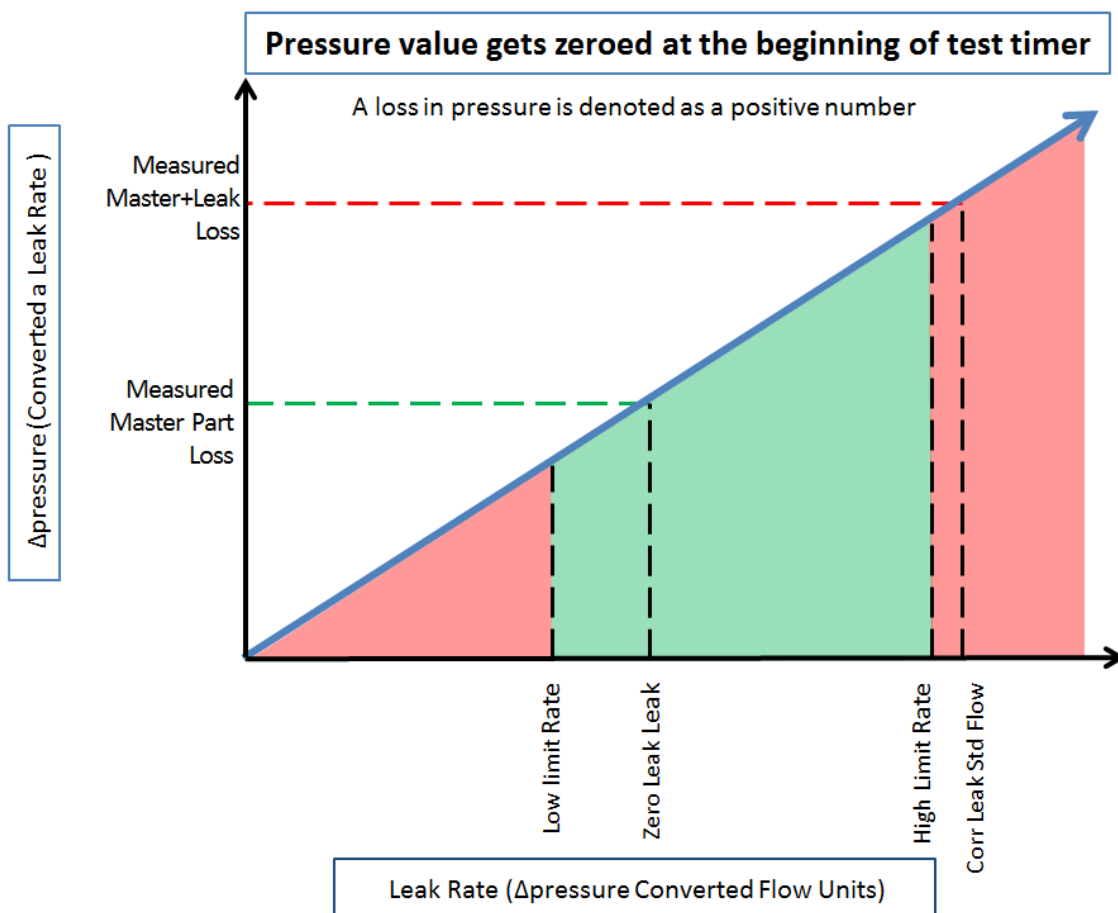 Pressure value gets zeroed at the beginning of test timer
A loss in pressure is denoted as a positive number
Δpressure (Converted a Leak Rate )
Measured
Master+Leak
Loss
Measured
Master Part
Loss
Low limit Rate
Zero Leak Leak
High Limit Rate
Corr Leak Std Flow
Leak Rate (Δpressure Converted Flow Units)